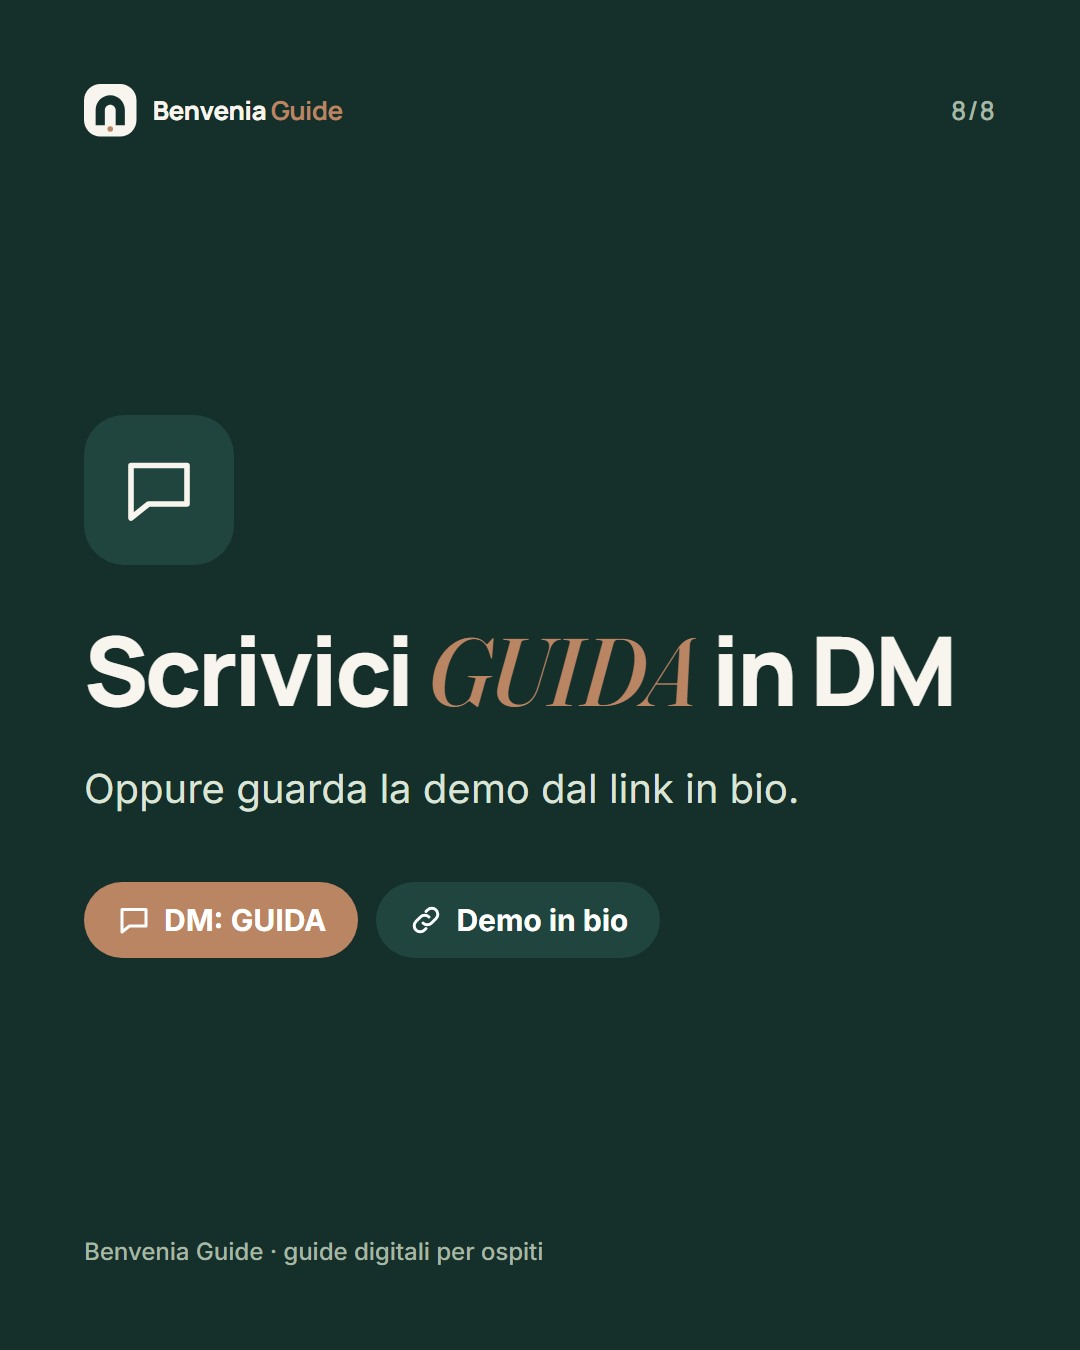 Benvenia Guide
8/8
Scrivici GUIDA in DM
Oppure guarda la demo dal link in bio.
DM: GUIDA
Demo in bio
Benvenia Guide · guide digitali per ospiti